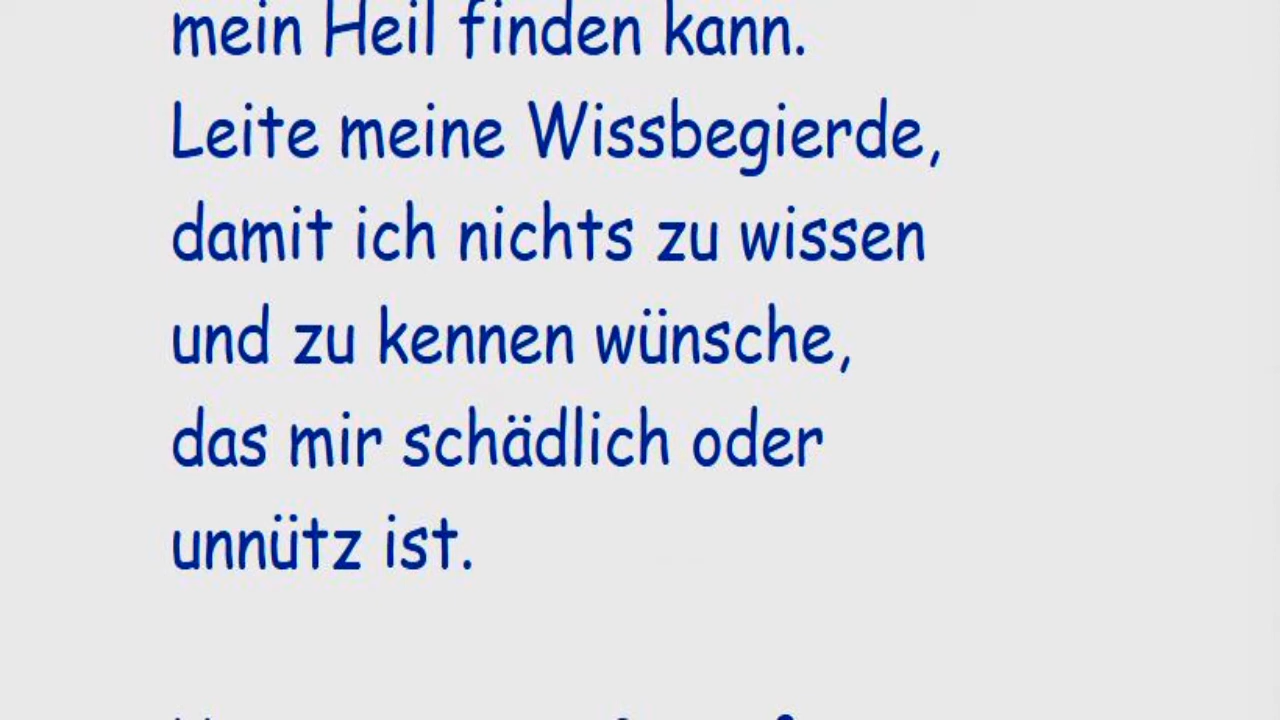 mein Heil finden kann.
Leite meine Wissbegierde,
damit ich nichts zu wissen
und zu kennen wünsche,
das mir schädlich oder
unnütz ist.